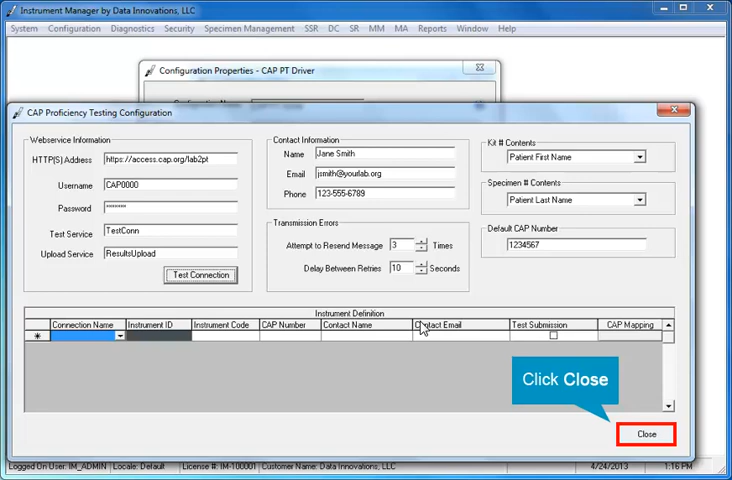 Instrument Manager by Data Innovations, LLC
System Configuration Diagnostics Security Specimen Management SSR DC SR MM MA Reports Window Help
Configuration Properties - CAP PT Driver
CAP Proficiency Testing Configuration
Webservice Information
HTTP(S) Address https://access.cap.org/lab2pt
Username CAP0000
Password *******
Test Service TestConn
Upload Service ResultsUpload
Test Connection
Contact Information
Name Jane Smith
Email jsmith@yourlab.org
Phone 123-555-6789
Transmission Errors
Attempt to Resend Message 3 Times
Delay Between Retries 10 Seconds
Kit # Contents
Patient First Name
Specimen # Contents
Patient Last Name
Default CAP Number
1234567
Instrument Definition
Connection Name Instrument ID Instrument Code CAP Number Contact Name Contact Email Test Submission CAP Mapping
Click Close
Close
Logged On User: IM_ADMIN Locale: Default License #: IM-100001 Customer Name: Data Innovations, LLC 4/24/2013 1:16 PM